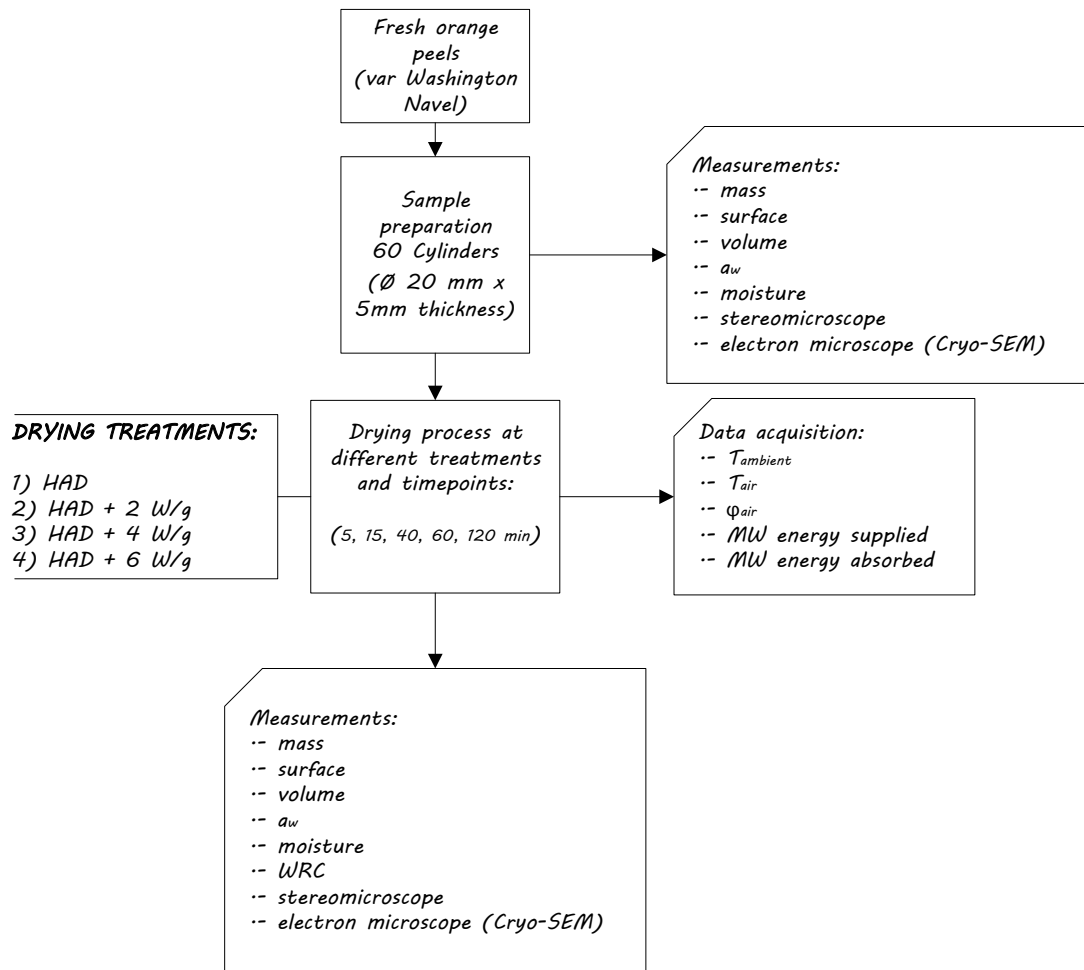 Fresh orange
peels
(var Washington
Navel)
Sample
preparation
60 Cylinders
(Ø 20 mm x
5mm thickness)
Measurements:
·- mass
·- surface
·- volume
·- aw
·- moisture
·- stereomicroscope
·- electron microscope (Cryo-SEM)
DRYING TREATMENTS:
1) HAD
2) HAD + 2 W/g
3) HAD + 4 W/g
4) HAD + 6 W/g
Drying process at
different treatments
and timepoints:
(5, 15, 40, 60, 120 min)
Data acquisition:
·- Tambient
·- Tair
·- φair
·- MW energy supplied
·- MW energy absorbed
Measurements:
·- mass
·- surface
·- volume
·- aw
·- moisture
·- WRC
·- stereomicroscope
·- electron microscope (Cryo-SEM)